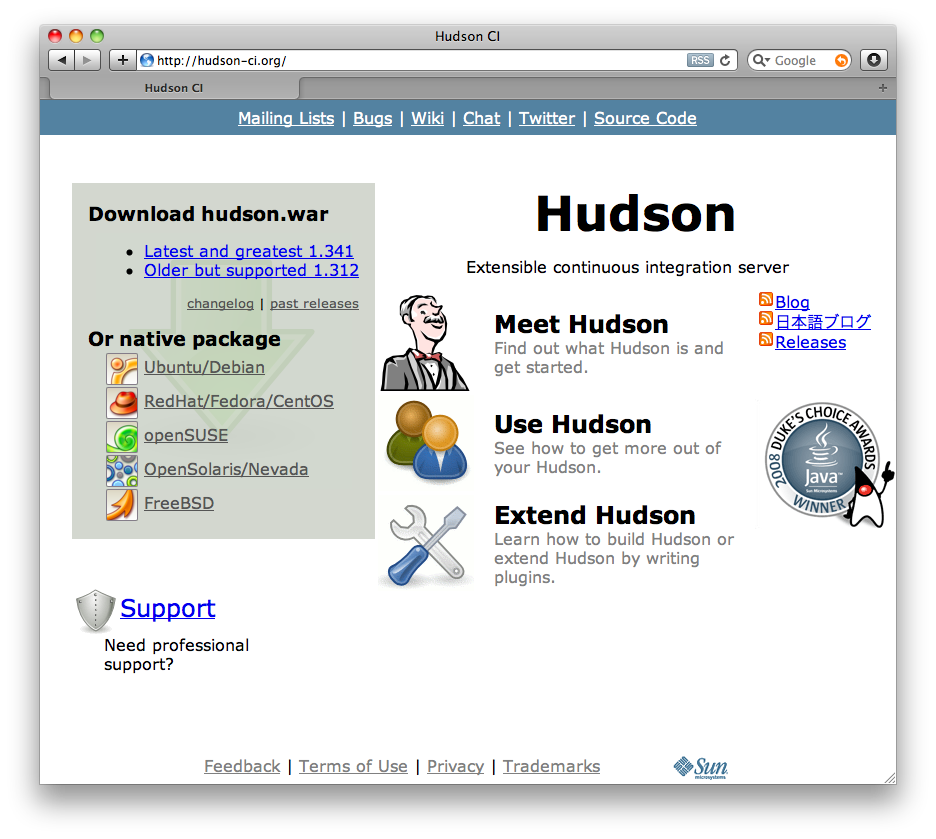 Hudson CI
http://hudson-ci.org/
RSS
Google
Hudson CI
Mailing Lists | Bugs | Wiki | Chat | Twitter | Source Code
Download hudson.war
Latest and greatest 1.341
Older but supported 1.312
changelog | past releases
Or native package
Ubuntu/Debian
RedHat/Fedora/CentOS
openSUSE
OpenSolaris/Nevada
FreeBSD
Support
Need professional
support?
Hudson
Extensible continuous integration server
Meet Hudson
Find out what Hudson is and
get started.
Use Hudson
See how to get more out of
your Hudson.
Extend Hudson
Learn how to build Hudson or
extend Hudson by writing
plugins.
Blog
日本語ブログ
Releases
2008 DUKE'S CHOICE AWARDS
Java™
Sun Microsystems
WINNER
Feedback | Terms of Use | Privacy | Trademarks
Sun
microsystems